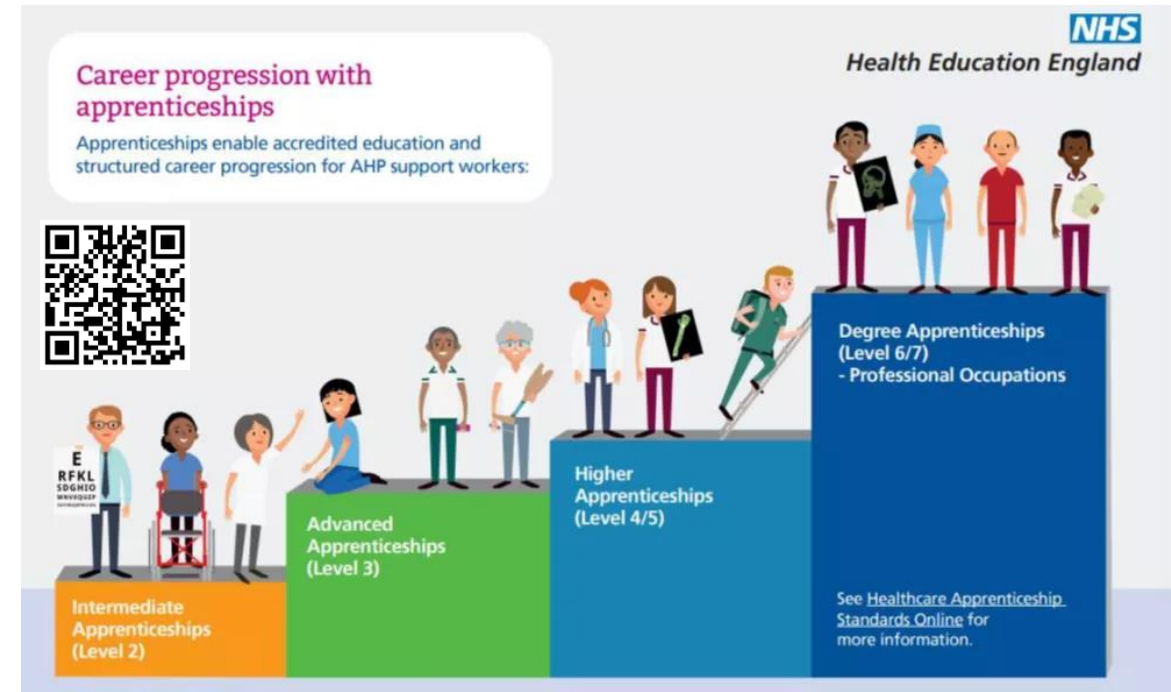 NHS
Health Education England
Career progression with
apprenticeships
Apprenticeships enable accredited education and
structured career progression for AHP support workers:
E
RFKL
SDGHIO
Intermediate
Apprenticeships
(Level 2)
Advanced
Apprenticeships
(Level 3)
Higher
Apprenticeships
(Level 4/5)
Degree Apprenticeships
(Level 6/7)
- Professional Occupations
See Healthcare Apprenticeship
Standards Online for
more information.